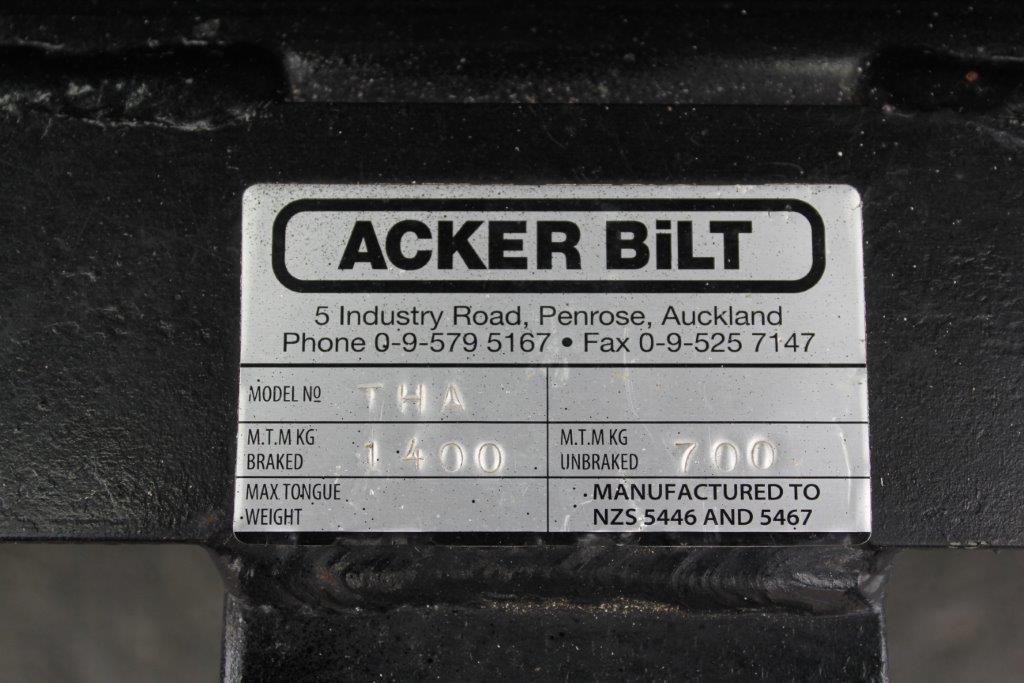 ACKER BiLT
5 Industry Road, Penrose, Auckland
Phone 0-9-579 5167 • Fax 0-9-525 7147
MODEL Nº THA
M.T.M KG BRAKED 1400
M.T.M KG UNBRAKED 700
MAX TONGUE WEIGHT
MANUFACTURED TO
NZS 5446 AND 5467